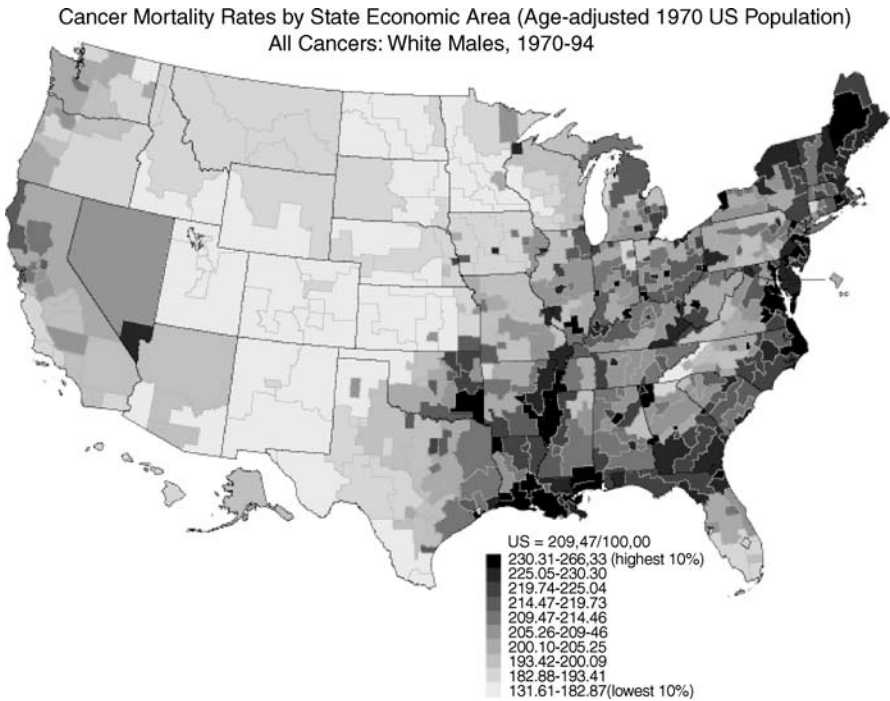 Cancer Mortality Rates by State Economic Area (Age-adjusted 1970 US Population)
All Cancers: White Males, 1970-94
DC
US = 209,47/100,00
230.31-266,33 (highest 10%)
225.05-230.30
219.74-225.04
214.47-219.73
209.47-214.46
205.26-209-46
200.10-205.25
193.42-200.09
182.88-193.41
131.61-182.87(lowest 10%)